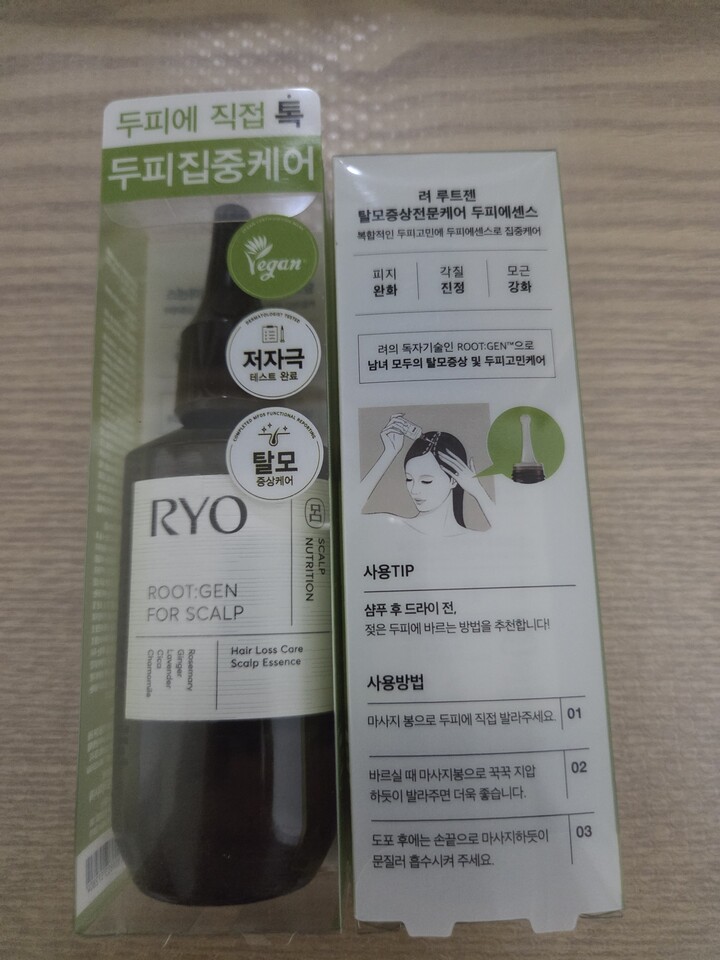 두피에 직접 톡
두피집중케어
Vegan
DERMATOLOGIST TESTED
저자극
테스트 완료
COMPLETED MFDS FUNCTIONAL REPORTING
탈모
증상케어
RYO
SCALP
NUTRITION
ROOT:GEN
FOR SCALP
Hair Loss Care
Scalp Essence
Rosemary
Ginger
Lavender
Cica
Chamomile
려 루트젠
탈모증상전문케어 두피에센스
복합적인 두피고민에 두피에센스로 집중케어
피지
완화
각질
진정
모근
강화
려의 독자기술인 ROOT:GEN™으로
남녀 모두의 탈모증상 및 두피고민케어
사용TIP
샴푸 후 드라이 전,
젖은 두피에 바르는 방법을 추천합니다!
사용방법
마사지 봉으로 두피에 직접 발라주세요. 01
바르실 때 마사지봉으로 꾹꾹 지압 02
하듯이 발라주면 더욱 좋습니다.
도포 후에는 손끝으로 마사지하듯이 03
문질러 흡수시켜 주세요.